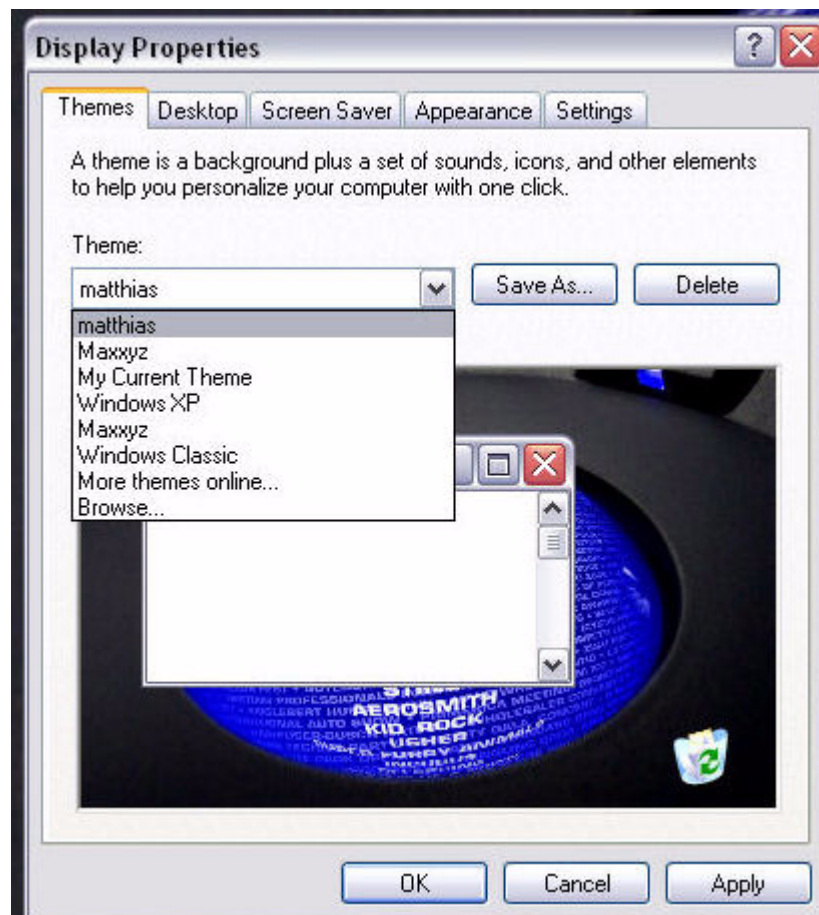 Display Properties
Themes Desktop Screen Saver Appearance Settings
A theme is a background plus a set of sounds, icons, and other elements
to help you personalize your computer with one click.
Theme:
matthias Save As... Delete
matthias
Maxxyz
My Current Theme
Windows XP
Maxxyz
Windows Classic
More themes online...
Browse...
AEROSMITH
KID ROCK
USHER
INCUBUS
OK Cancel Apply